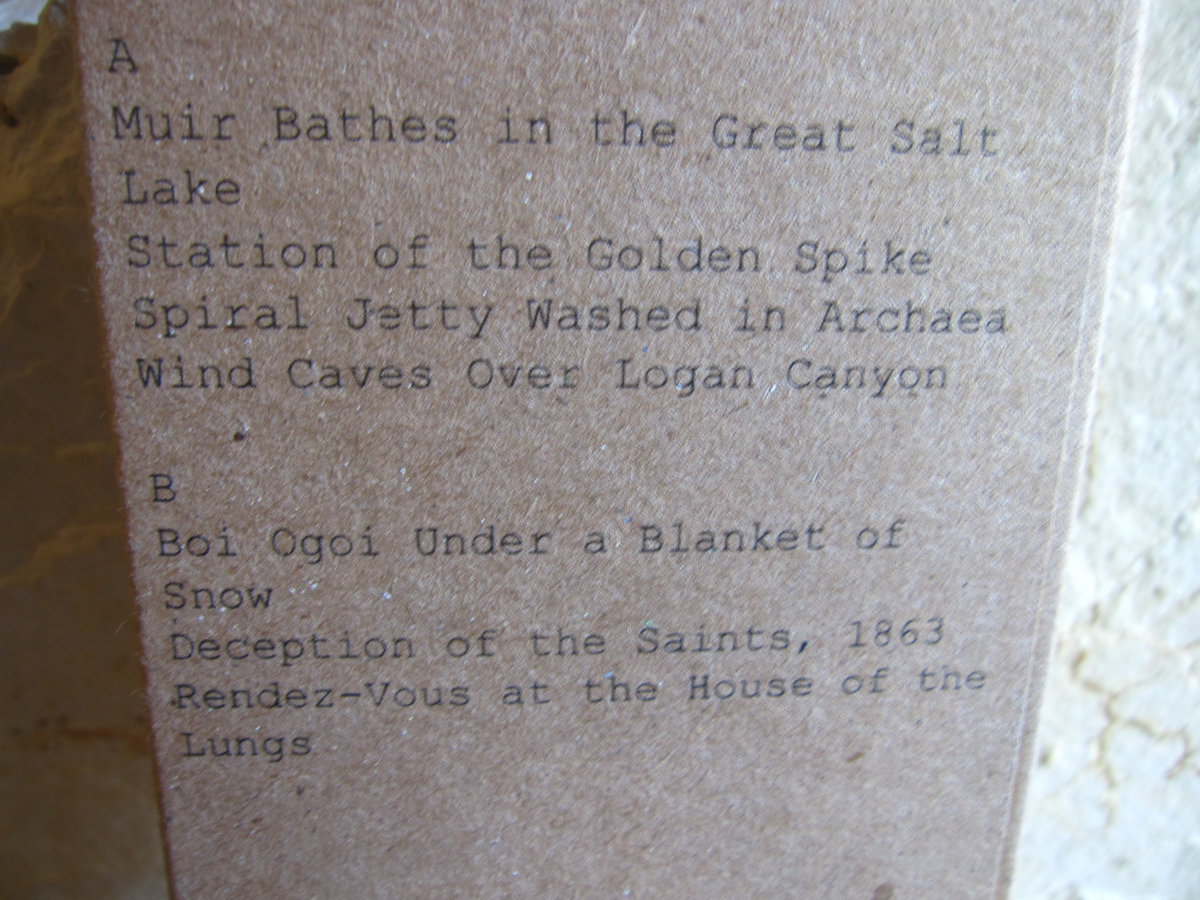 A
Muir Bathes in the Great Salt
Lake
Station of the Golden Spike
Spiral Jetty Washed in Archaea
Wind Caves Over Logan Canyon
B
Boi Ogoi Under a Blanket of
Snow
Deception of the Saints, 1863
Rendez-Vous at the House of the
Lungs